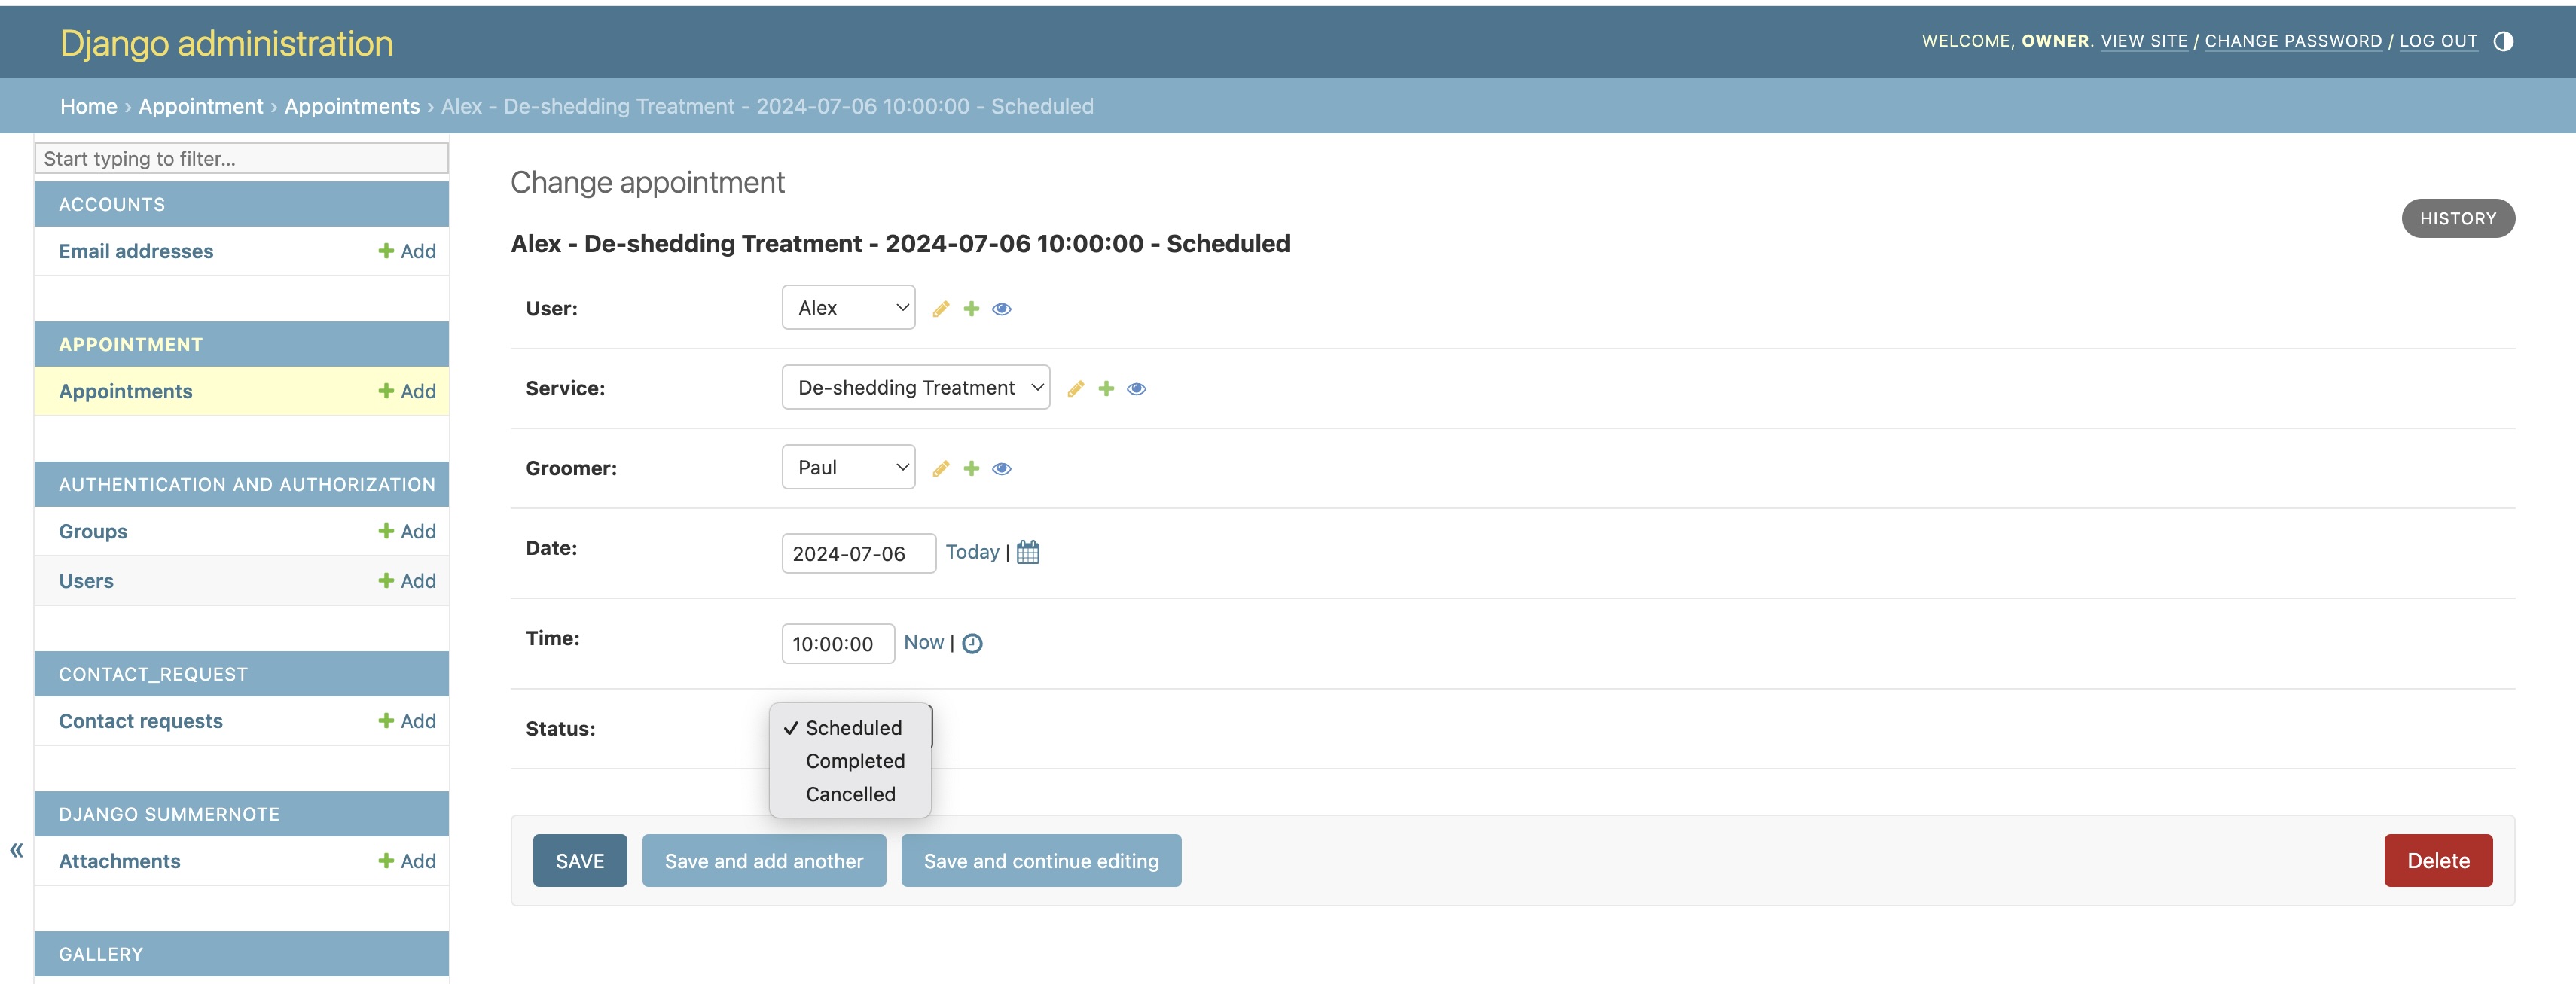 Django administration
WELCOME, OWNER. VIEW SITE / CHANGE PASSWORD / LOG OUT
Home › Appointment › Appointments › Alex - De-shedding Treatment - 2024-07-06 10:00:00 - Scheduled
Start typing to filter...
ACCOUNTS
Email addresses + Add
APPOINTMENT
Appointments + Add
AUTHENTICATION AND AUTHORIZATION
Groups + Add
Users + Add
CONTACT_REQUEST
Contact requests + Add
DJANGO SUMMERNOTE
Attachments + Add
GALLERY
«
Change appointment
HISTORY
Alex - De-shedding Treatment - 2024-07-06 10:00:00 - Scheduled
User: Alex
Service: De-shedding Treatment
Groomer: Paul
Date: 2024-07-06 Today |
Time: 10:00:00 Now |
Status: ✓ Scheduled
Completed
Cancelled
SAVE Save and add another Save and continue editing Delete